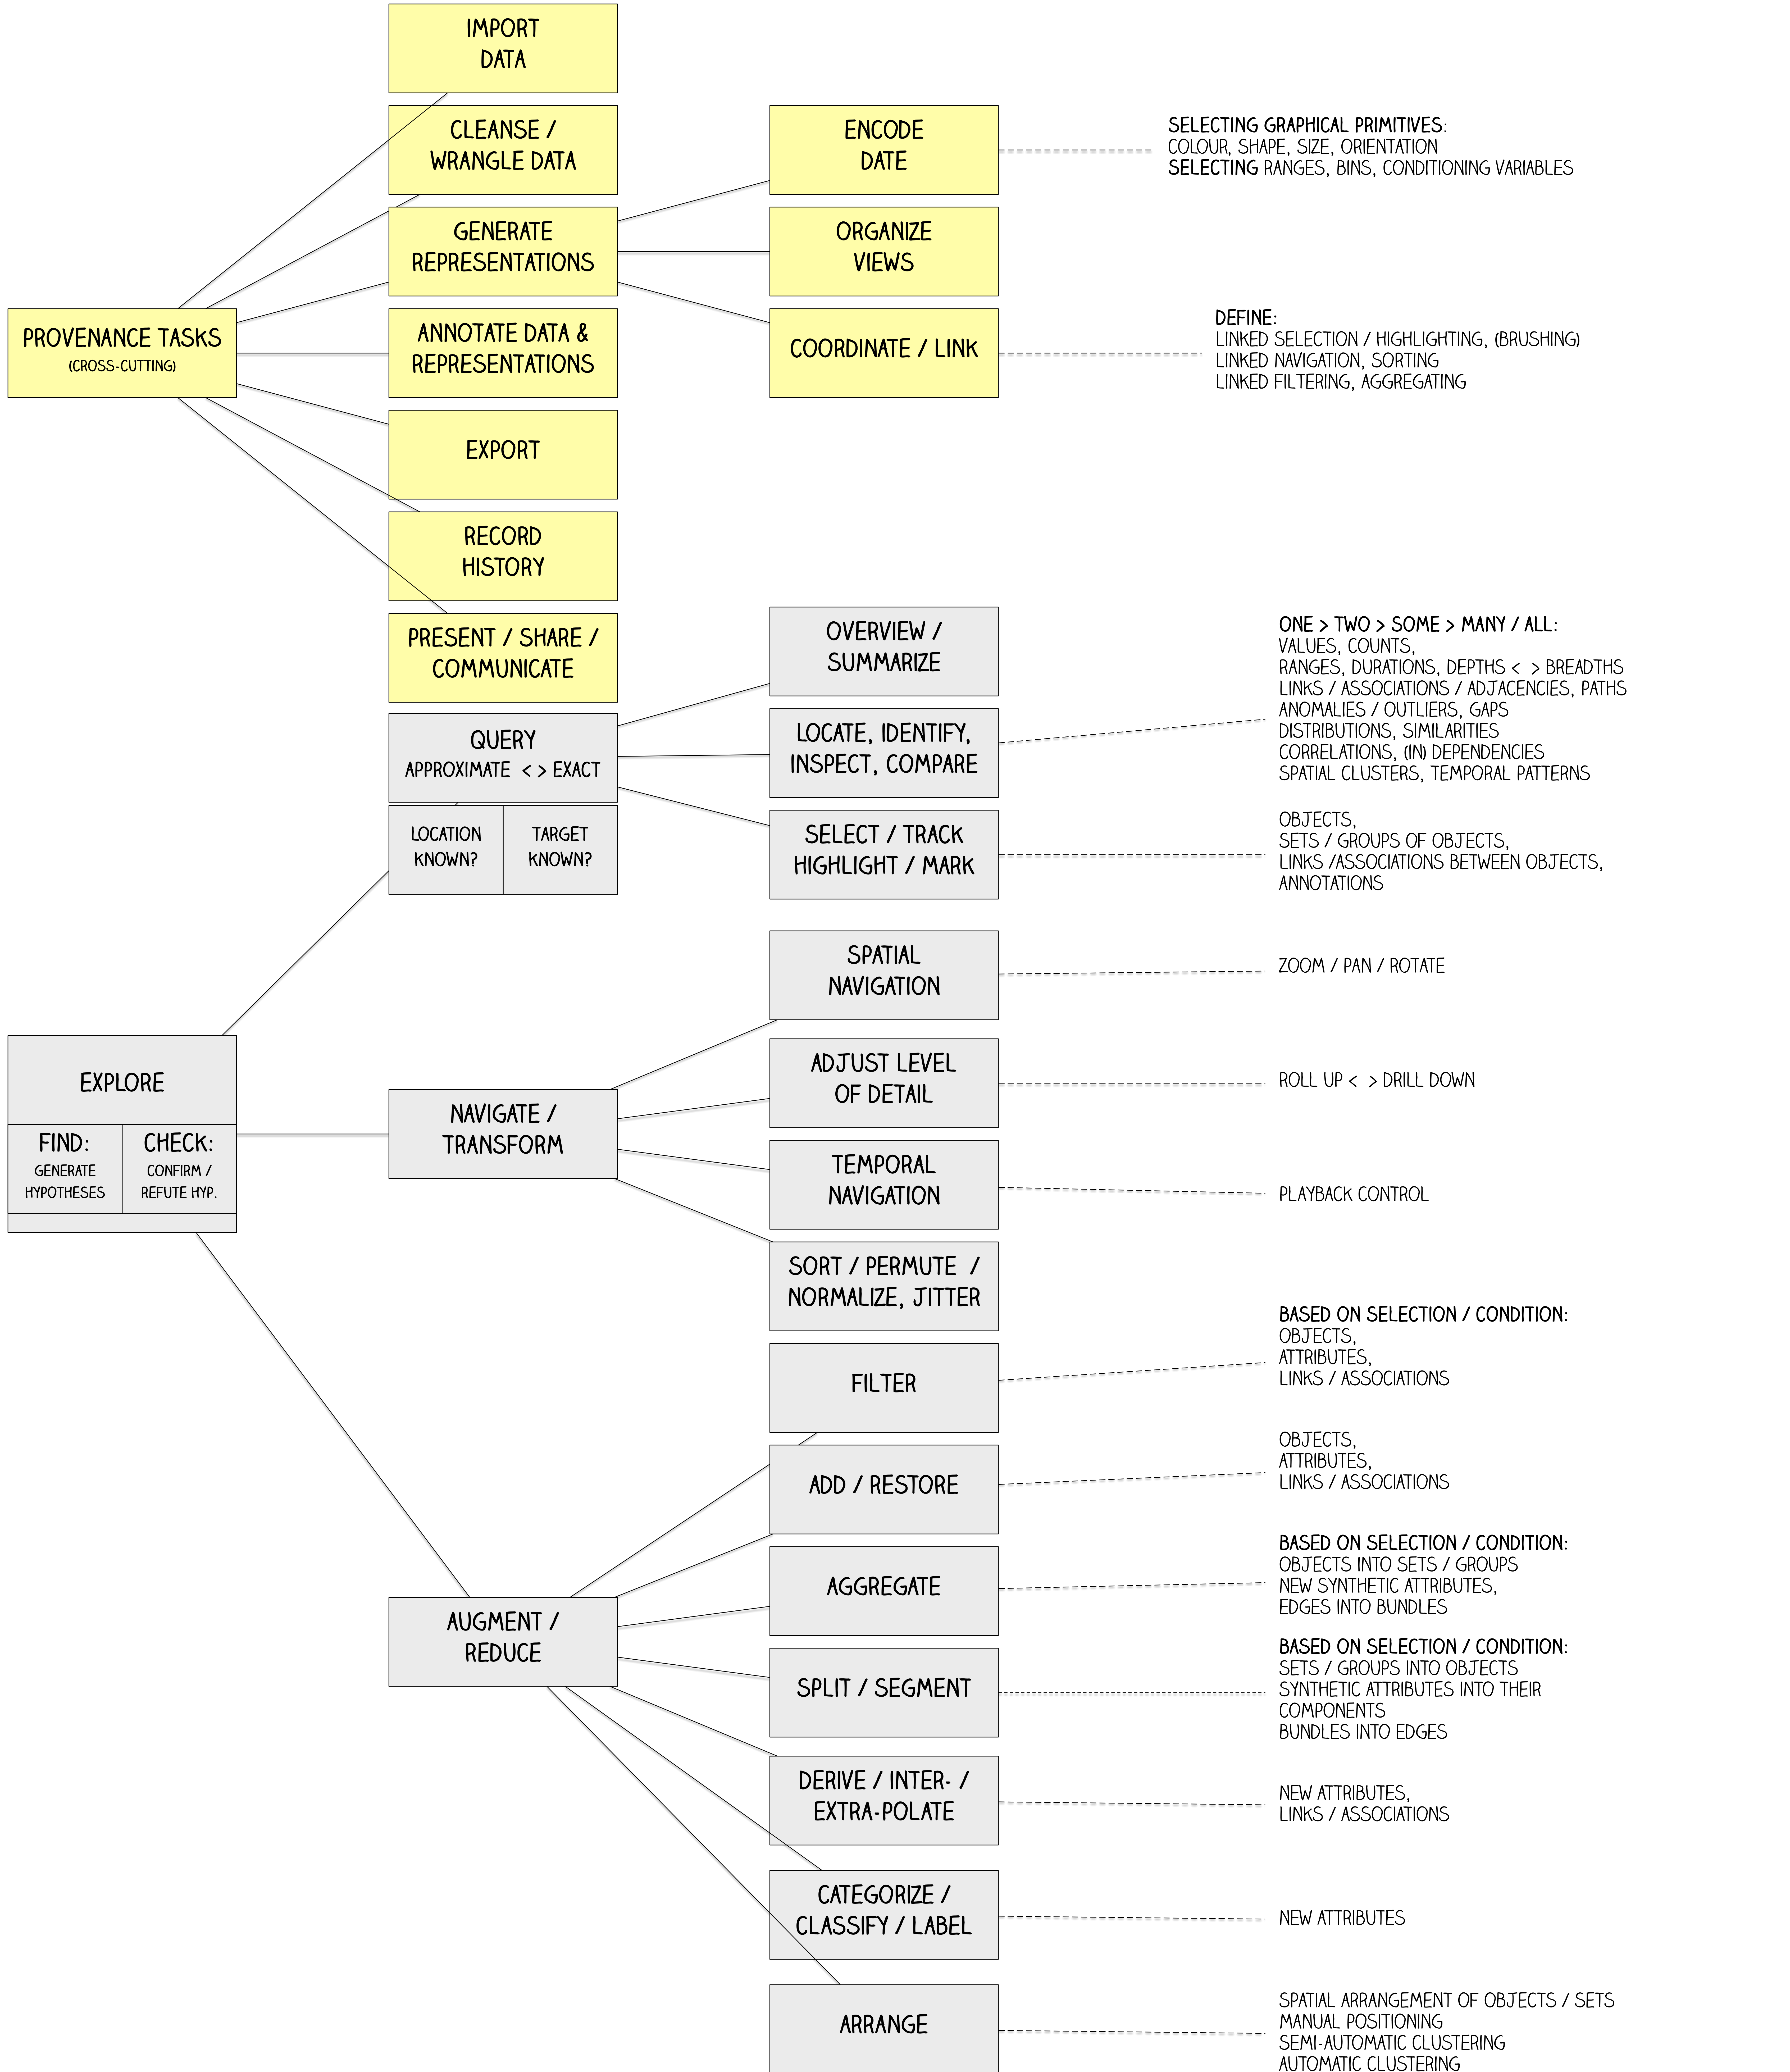 IMPORT
DATA
CLEANSE /
WRANGLE DATA
ENCODE
DATE
SELECTING GRAPHICAL PRIMITIVES:
COLOUR, SHAPE, SIZE, ORIENTATION
SELECTING RANGES, BINS, CONDITIONING VARIABLES
GENERATE
REPRESENTATIONS
ORGANIZE
VIEWS
PROVENANCE TASKS
(CROSS-CUTTING)
ANNOTATE DATA &
REPRESENTATIONS
COORDINATE / LINK
DEFINE:
LINKED SELECTION / HIGHLIGHTING, (BRUSHING)
LINKED NAVIGATION, SORTING
LINKED FILTERING, AGGREGATING
EXPORT
RECORD
HISTORY
PRESENT / SHARE /
COMMUNICATE
OVERVIEW /
SUMMARIZE
QUERY
APPROXIMATE < > EXACT
LOCATION
KNOWN?
TARGET
KNOWN?
LOCATE, IDENTIFY,
INSPECT, COMPARE
ONE > TWO > SOME > MANY / ALL:
VALUES, COUNTS,
RANGES, DURATIONS, DEPTHS < > BREADTHS
LINKS / ASSOCIATIONS / ADJACENCIES, PATHS
ANOMALIES / OUTLIERS, GAPS
DISTRIBUTIONS, SIMILARITIES
CORRELATIONS, (IN) DEPENDENCIES
SPATIAL CLUSTERS, TEMPORAL PATTERNS
SELECT / TRACK
HIGHLIGHT / MARK
OBJECTS,
SETS / GROUPS OF OBJECTS,
LINKS /ASSOCIATIONS BETWEEN OBJECTS,
ANNOTATIONS
SPATIAL
NAVIGATION
ZOOM / PAN / ROTATE
EXPLORE
FIND:
GENERATE
HYPOTHESES
CHECK:
CONFIRM /
REFUTE HYP.
NAVIGATE /
TRANSFORM
ADJUST LEVEL
OF DETAIL
ROLL UP < > DRILL DOWN
TEMPORAL
NAVIGATION
PLAYBACK CONTROL
SORT / PERMUTE /
NORMALIZE, JITTER
FILTER
BASED ON SELECTION / CONDITION:
OBJECTS,
ATTRIBUTES,
LINKS / ASSOCIATIONS
ADD / RESTORE
OBJECTS,
ATTRIBUTES,
LINKS / ASSOCIATIONS
AUGMENT /
REDUCE
AGGREGATE
BASED ON SELECTION / CONDITION:
OBJECTS INTO SETS / GROUPS
NEW SYNTHETIC ATTRIBUTES,
EDGES INTO BUNDLES
SPLIT / SEGMENT
BASED ON SELECTION / CONDITION:
SETS / GROUPS INTO OBJECTS
SYNTHETIC ATTRIBUTES INTO THEIR
COMPONENTS
BUNDLES INTO EDGES
DERIVE / INTER- /
EXTRA-POLATE
NEW ATTRIBUTES,
LINKS / ASSOCIATIONS
CATEGORIZE /
CLASSIFY / LABEL
NEW ATTRIBUTES
ARRANGE
SPATIAL ARRANGEMENT OF OBJECTS / SETS
MANUAL POSITIONING
SEMI-AUTOMATIC CLUSTERING
AUTOMATIC CLUSTERING